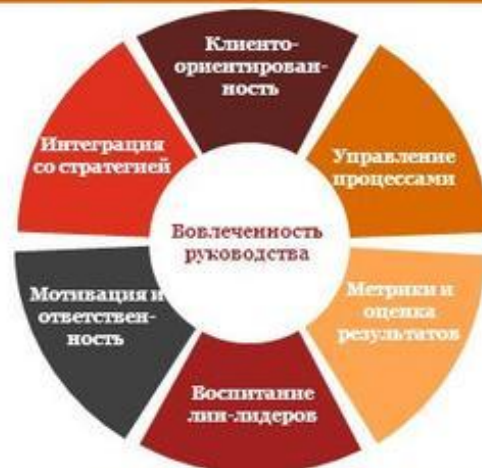 Клиенто-
ориентирован-
ность
Управление
процессами
Метрики и
оценка
результатов
Воспитание
лин-лидеров
Мотивация и
ответствен-
ность
Интеграция
со стратегией
Вовлеченность
руководства